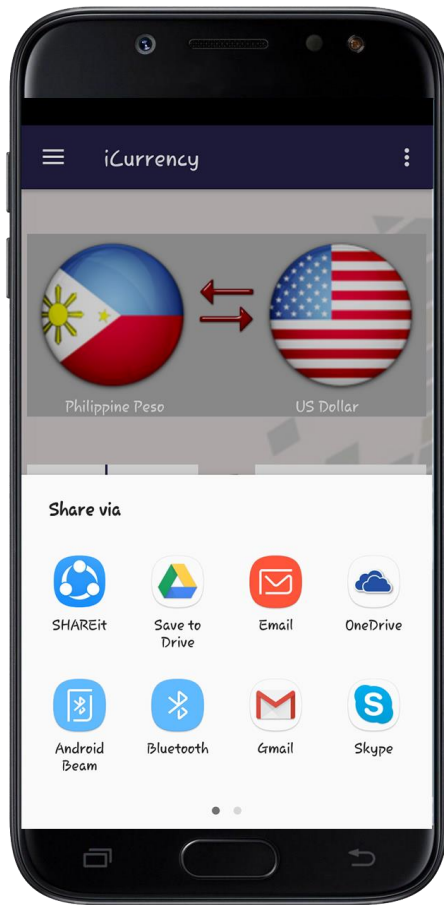 iCurrency
Philippine Peso
US Dollar
Share via
SHAREit
Save to
Drive
Email
OneDrive
Android
Beam
Bluetooth
Gmail
Skype